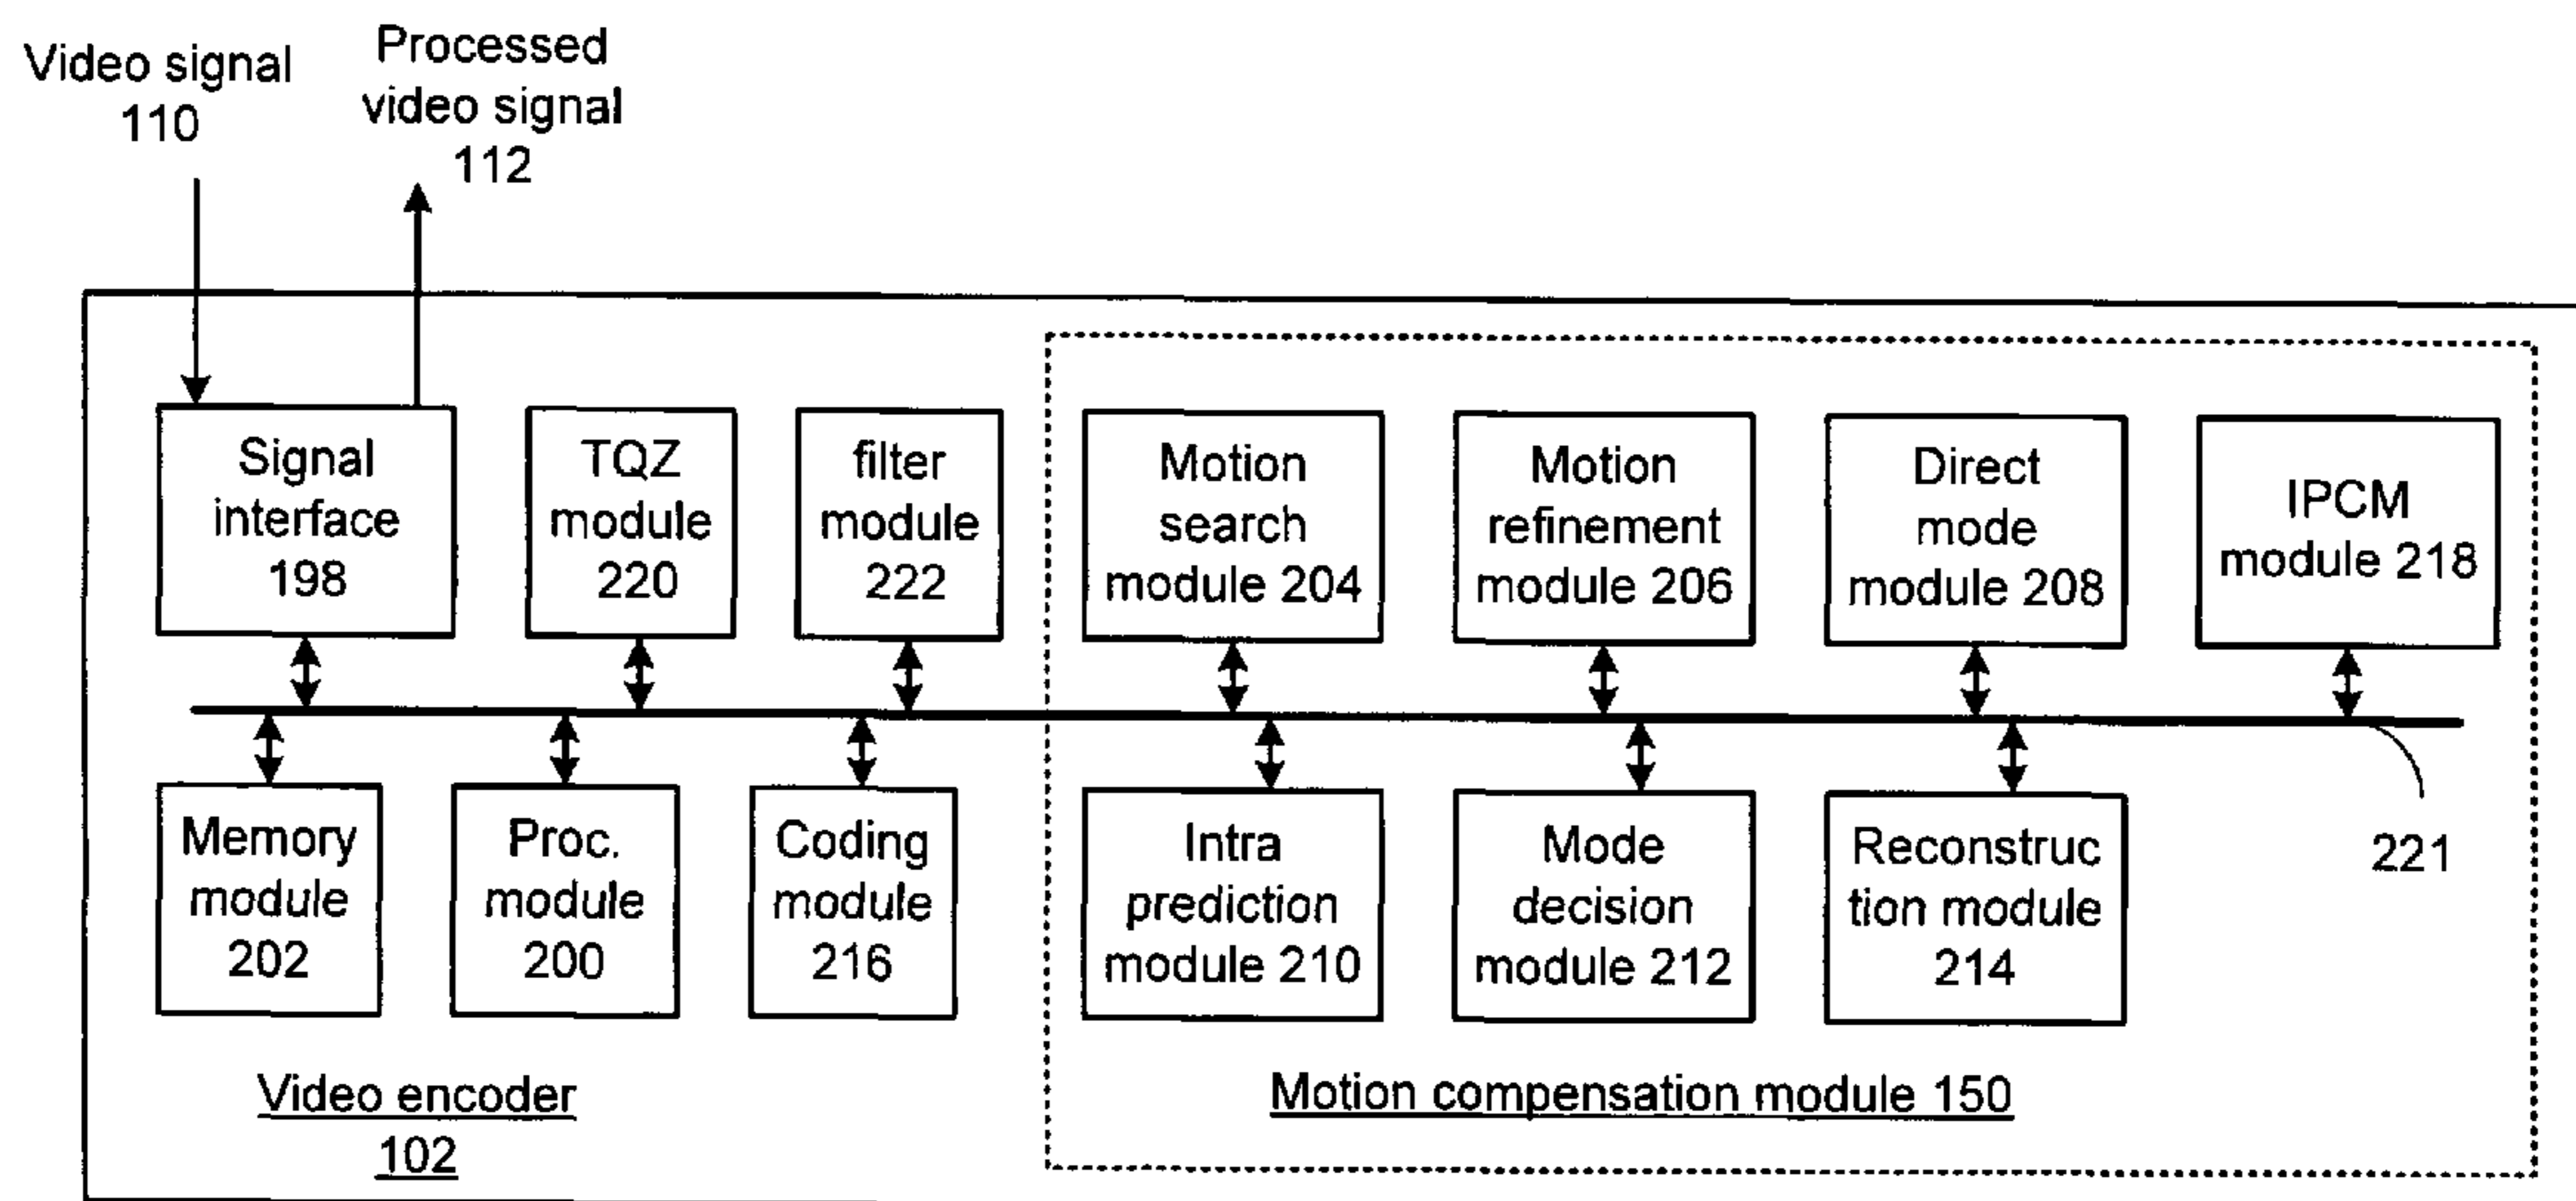 Video signal
110
Processed
video signal
112
Signal
interface
198
TQZ
module
220
filter
module
222
Motion
search
module 204
Motion
refinement
module 206
Direct
mode
module 208
IPCM
module 218
Memory
module
202
Proc.
module
200
Coding
module
216
Intra
prediction
module 210
Mode
decision
module 212
Reconstruc
tion module
214
221
Video encoder
102
Motion compensation module 150